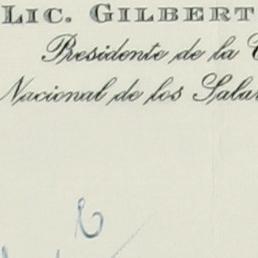 LIC. GILBERT
Presidente de la
Nacional de los Salar